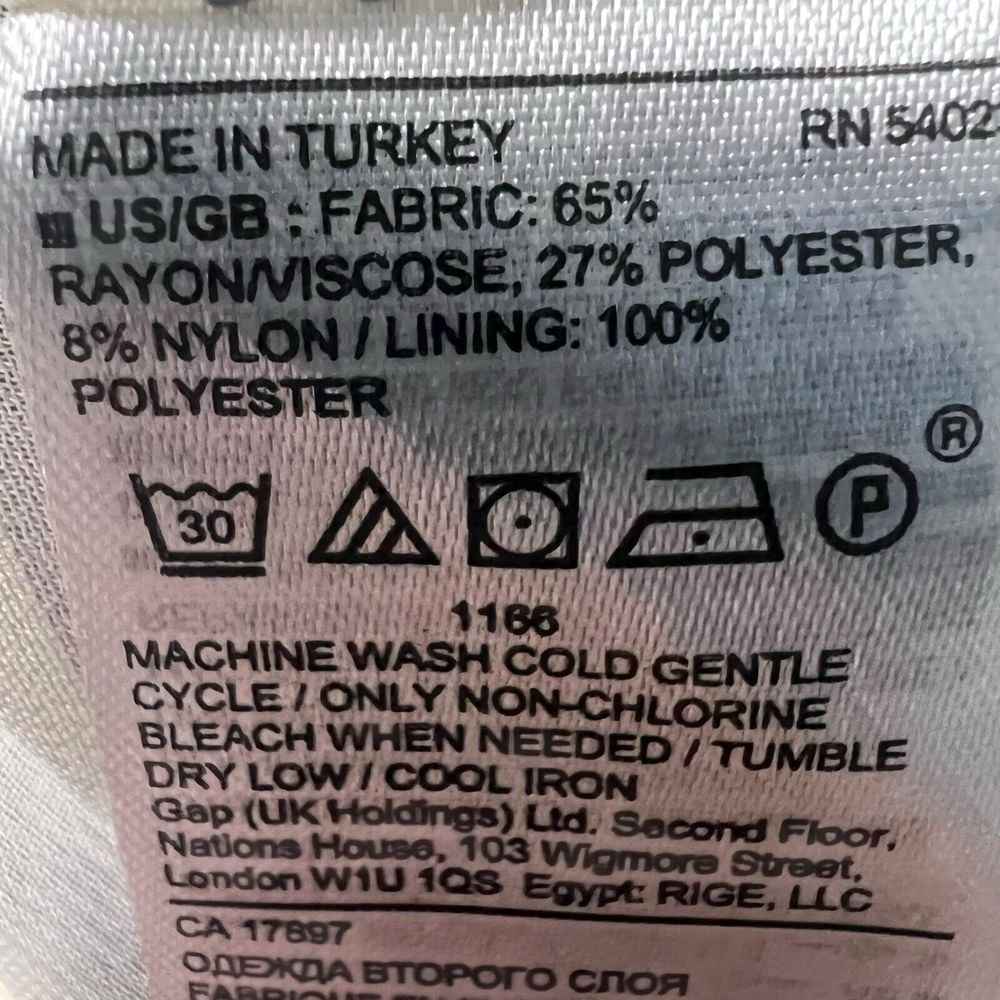 MADE IN TURKEY RN 5402
US/GB : FABRIC: 65%
RAYON/VISCOSE, 27% POLYESTER,
8% NYLON / LINING: 100%
POLYESTER
®
30 P
1166
MACHINE WASH COLD GENTLE
CYCLE / ONLY NON-CHLORINE
BLEACH WHEN NEEDED / TUMBLE
DRY LOW / COOL IRON
Gap (UK Holdings) Ltd. Second Floor,
Nations House, 103 Wigmore Street,
London W1U 1QS Egypt: RIGE, LLC
CA 17897
ОДЕЖДА ВТОРОГО СЛОЯ